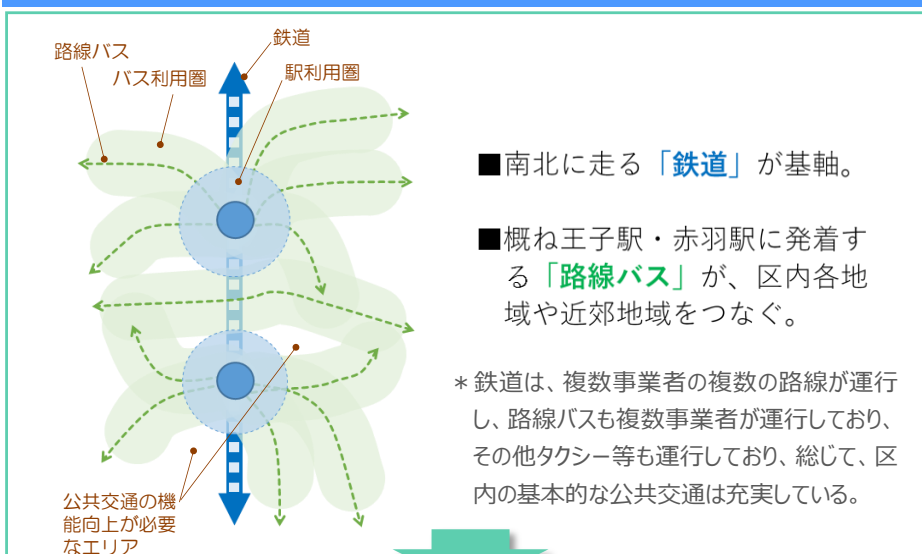 鉄道
路線バス
バス利用圏
駅利用圏
■南北に走る「鉄道」が基軸。
■概ね王子駅・赤羽駅に発着す
る「路線バス」が、区内各地
域や近郊地域をつなぐ。
＊鉄道は、複数事業者の複数の路線が運行
し、路線バスも複数事業者が運行しており、
その他タクシー等も運行しており、総じて、区
内の基本的な公共交通は充実している。
公共交通の機
能向上が必要
なエリア